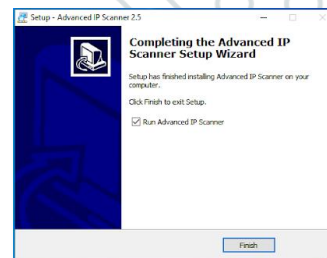 Setup - Advanced IP Scanner 2.5
Completing the Advanced IP
Scanner Setup Wizard
Setup has finished installing Advanced IP Scanner on your
computer.
Click Finish to exit Setup.
Run Advanced IP Scanner
Finish